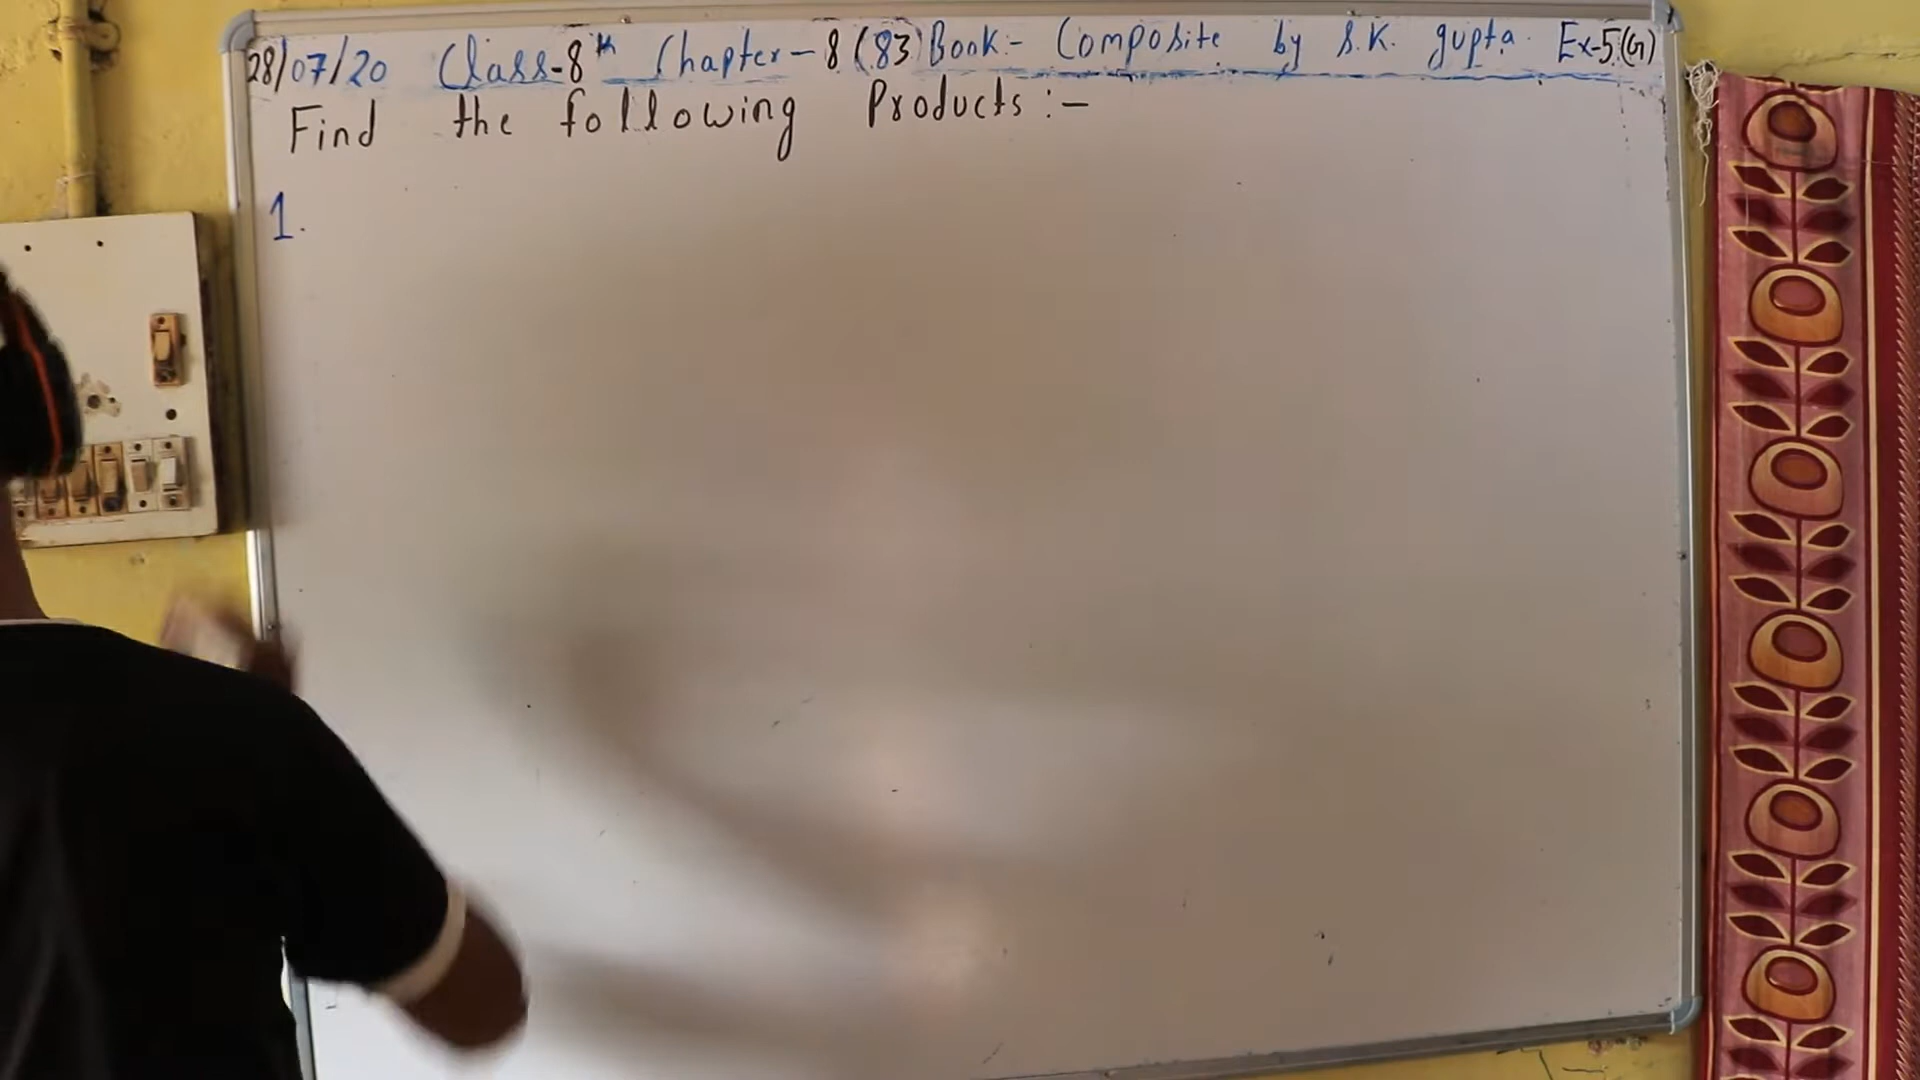 28/07/20 Class-8th Chapter-8 (83) Book:- Composite by S.K. gupta. Ex-5(G)
Find the following Products:-
1.